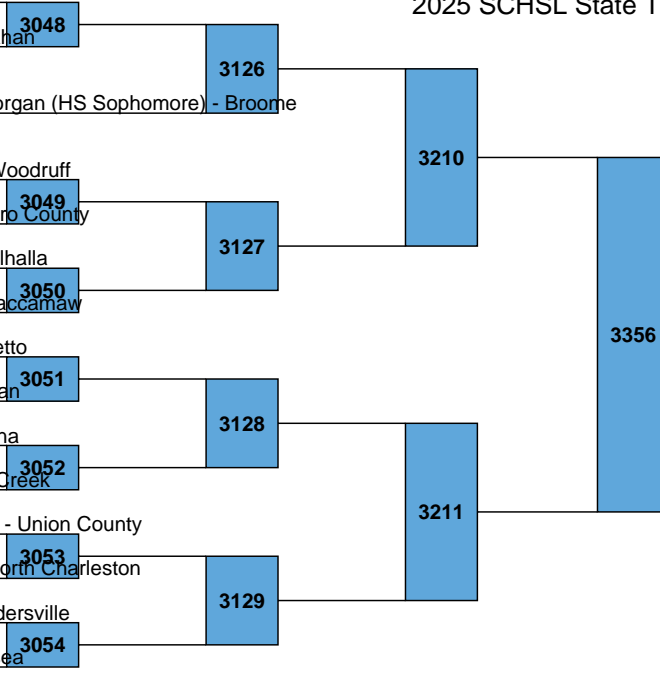 2025 SCHSL State T
3048
han
3126
organ (HS Sophomore) - Broome
3210
Woodruff
3049
ro County
3127
lhalla
3050
accamaw
3356
etto
3051
an
3128
na
3052
Creek
3211
- Union County
3053
orth Charleston
3129
dersville
3054
ea